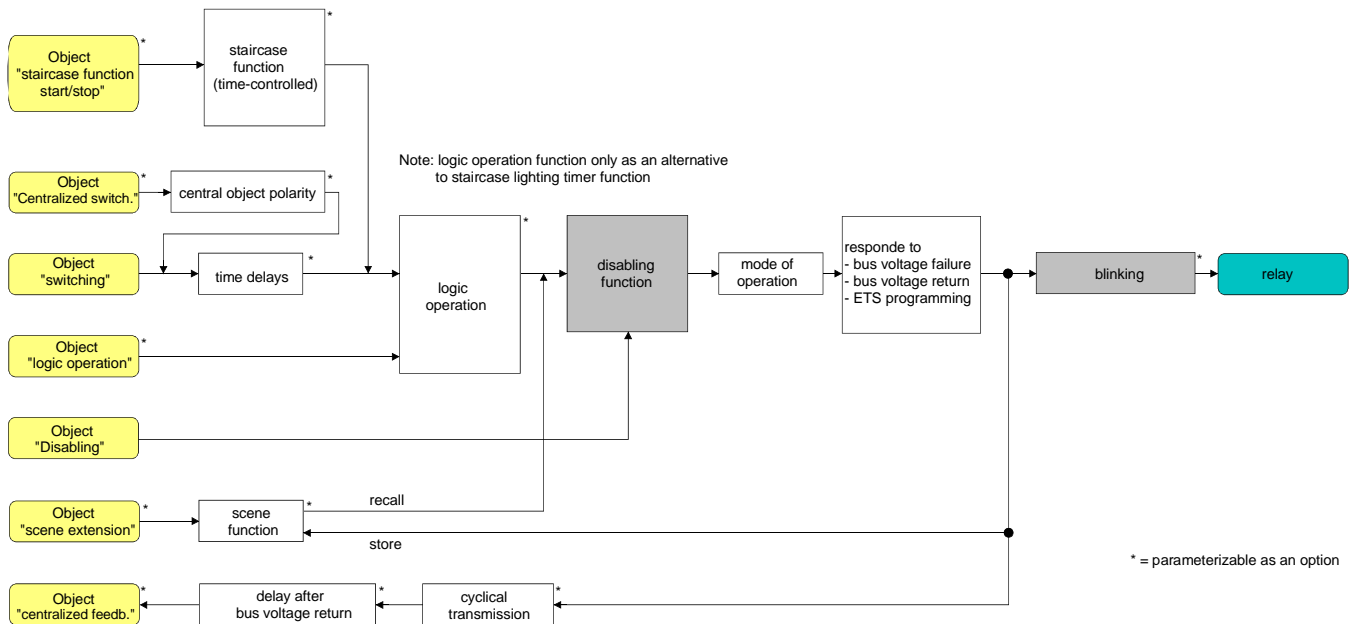 *
*
Object
"staircase function
start/stop"
staircase
function
(time-controlled)
Note: logic operation function only as an alternative
to staircase lighting timer function
*
*
Object
"Centralized switch."
central object polarity
*
Object
"switching"
*
time delays
*
logic
operation
disabling
function
mode of
operation
responde to
- bus voltage failure
- bus voltage return
- ETS programming
blinking
*
relay
*
Object
"logic operation"
Object
"Disabling"
*
Object
"scene extension"
*
scene
function
recall
store
* = parameterizable as an option
*
Object
"centralized feedb."
*
delay after
bus voltage return
*
cyclical
transmission